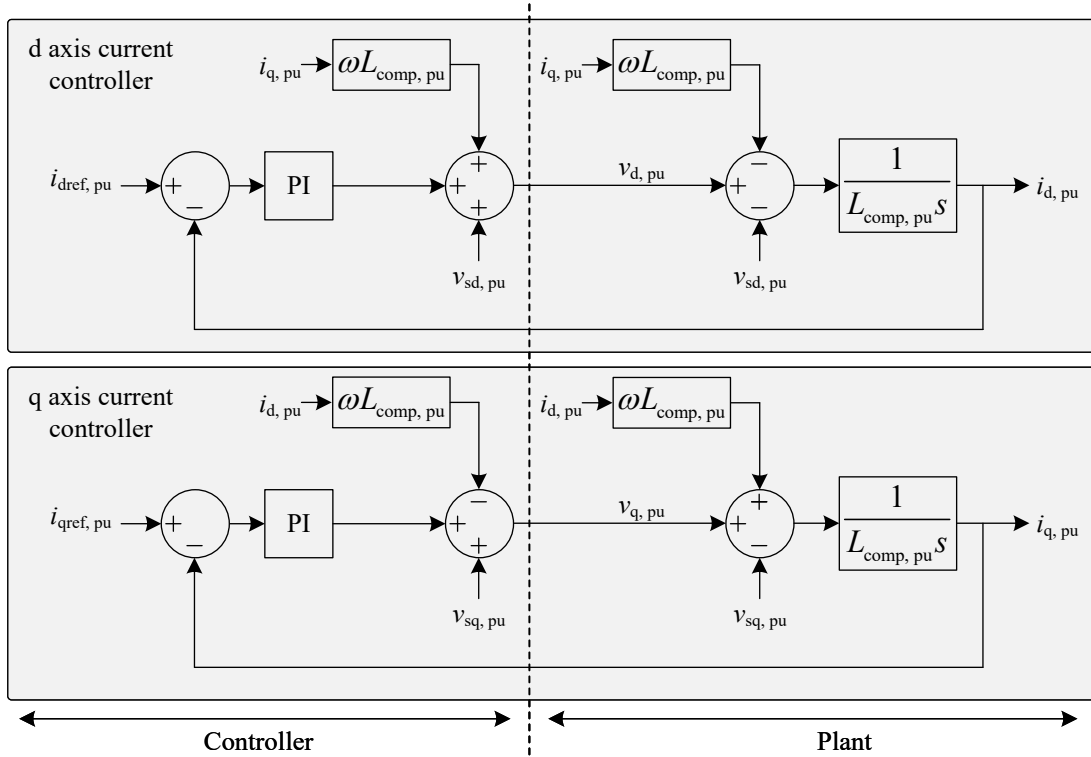 d axis current
controller
i_q, pu
ωL_comp, pu
i_q, pu
ωL_comp, pu
i_dref, pu
+
−
PI
+
+
+
v_d, pu
−
+
−
1
L_comp, pu s
i_d, pu
v_sd, pu
v_sd, pu
q axis current
controller
i_d, pu
ωL_comp, pu
i_d, pu
ωL_comp, pu
i_qref, pu
+
−
PI
−
+
+
v_q, pu
+
+
−
1
L_comp, pu s
i_q, pu
v_sq, pu
v_sq, pu
Controller
Plant